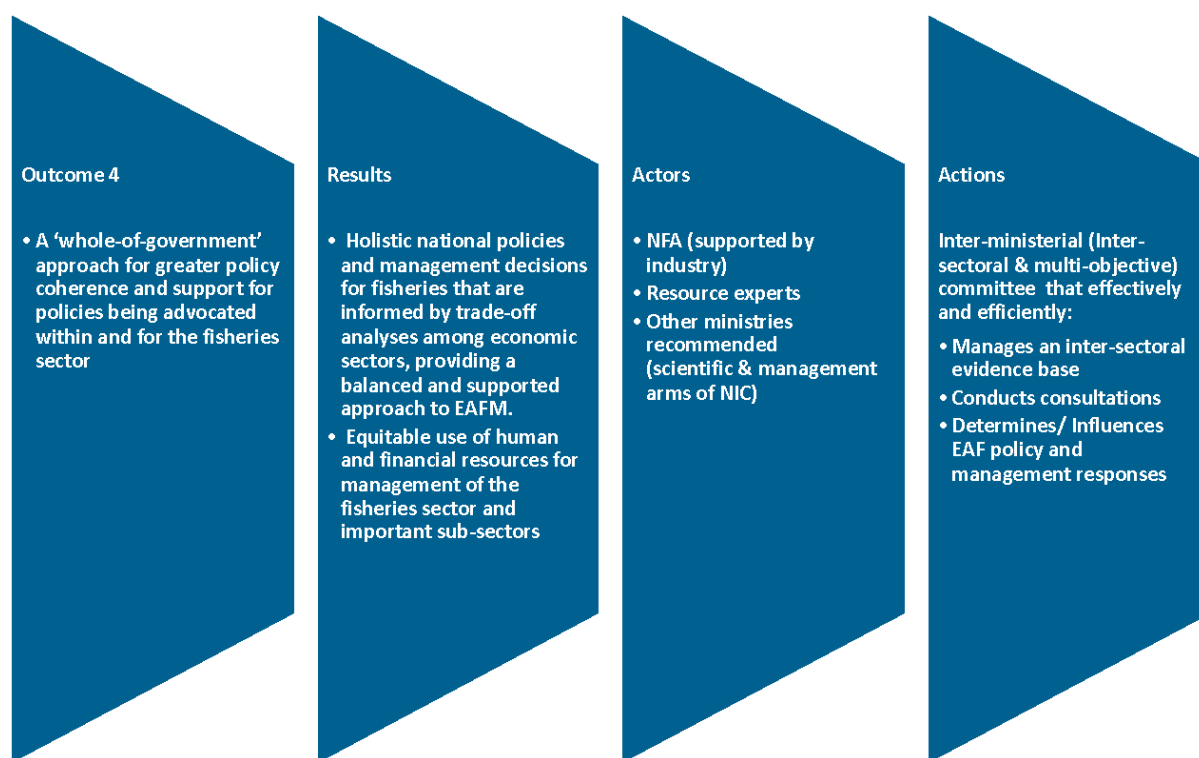 Outcome 4
• A ‘whole-of-government’
approach for greater policy
coherence and support for
policies being advocated
within and for the fisheries
sector
Results
• Holistic national policies
and management decisions
for fisheries that are
informed by trade-off
analyses among economic
sectors, providing a
balanced and supported
approach to EAFM.
• Equitable use of human
and financial resources for
management of the
fisheries sector and
important sub-sectors
Actors
• NFA (supported by
industry)
• Resource experts
• Other ministries
recommended
(scientific & management
arms of NIC)
Actions
Inter-ministerial (Inter-
sectoral & multi-objective)
committee that effectively
and efficiently:
• Manages an inter-sectoral
evidence base
• Conducts consultations
• Determines/ Influences
EAF policy and
management responses